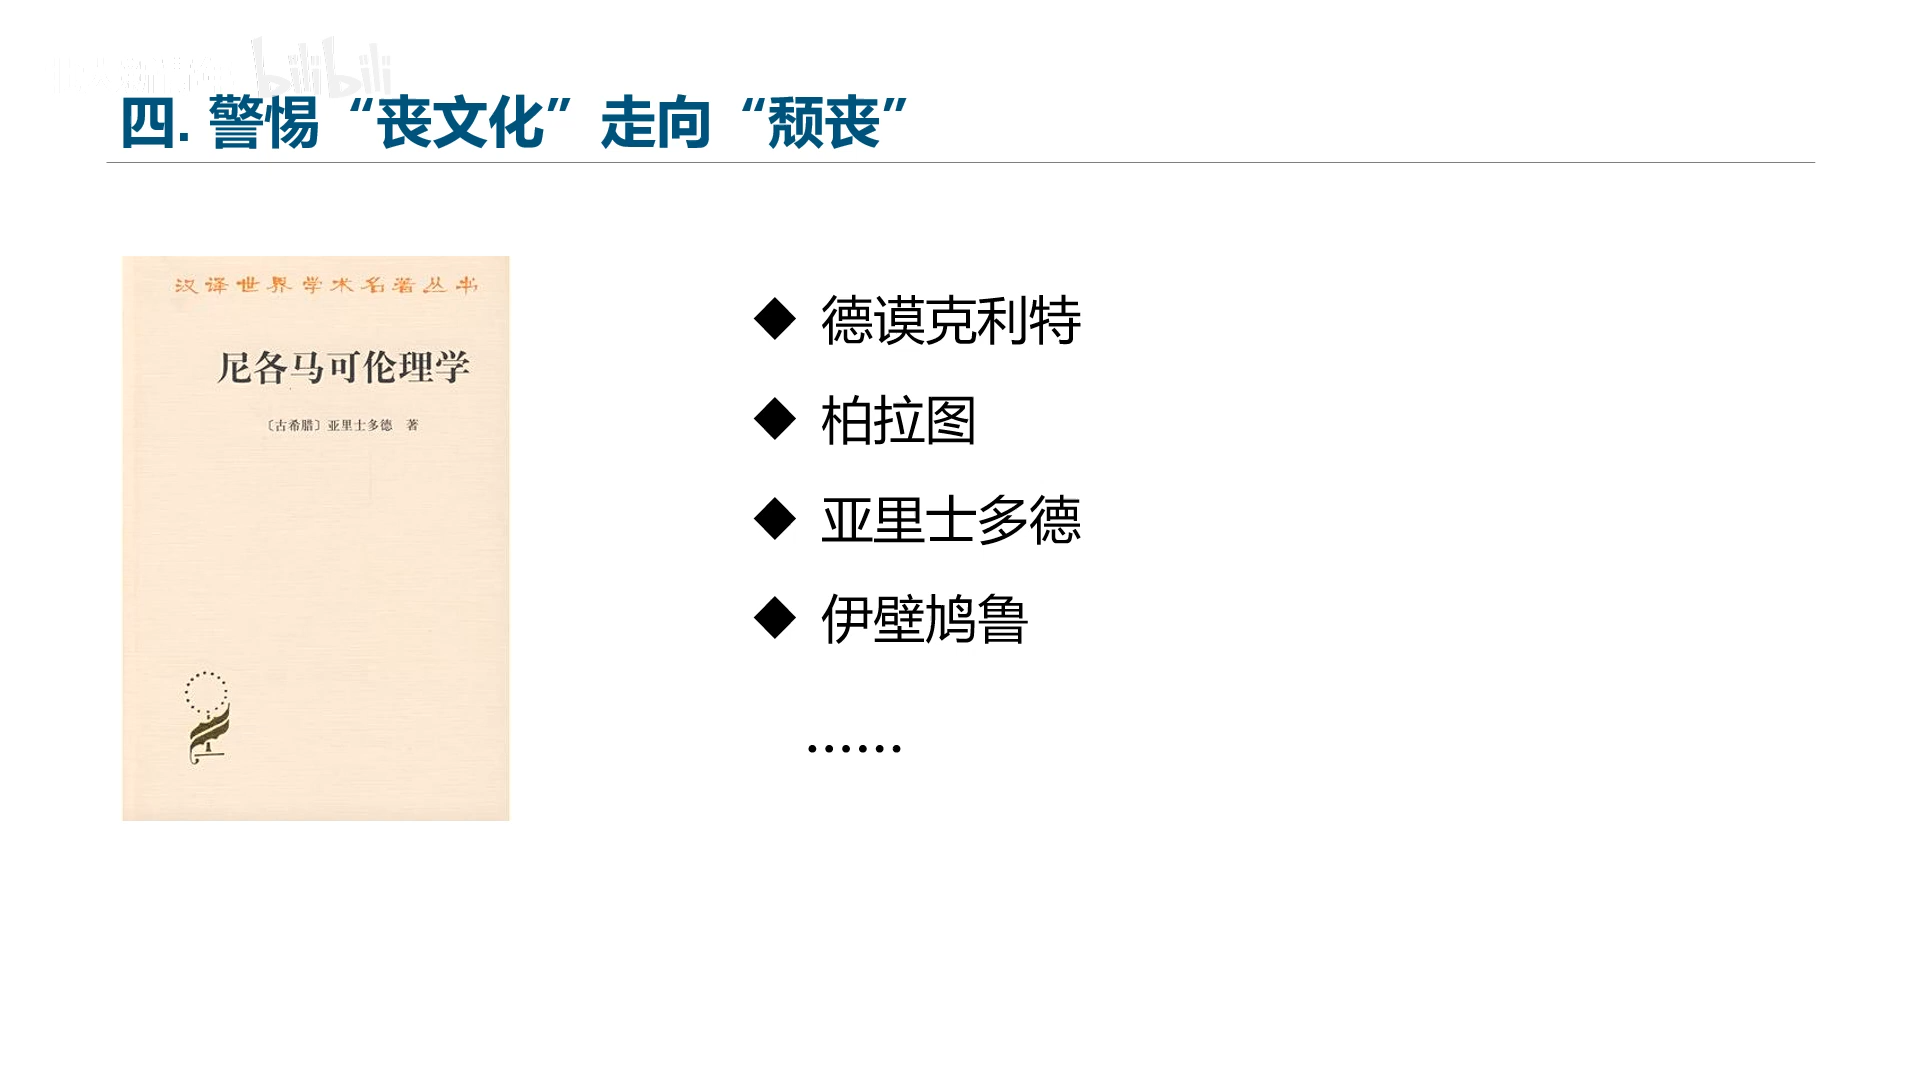 bilibili
四. 警惕“丧文化”走向“颓丧”
汉译世界学术名著丛书
尼各马可伦理学
〔古希腊〕亚里士多德 著
◆ 德谟克利特
◆ 柏拉图
◆ 亚里士多德
◆ 伊壁鸠鲁
······